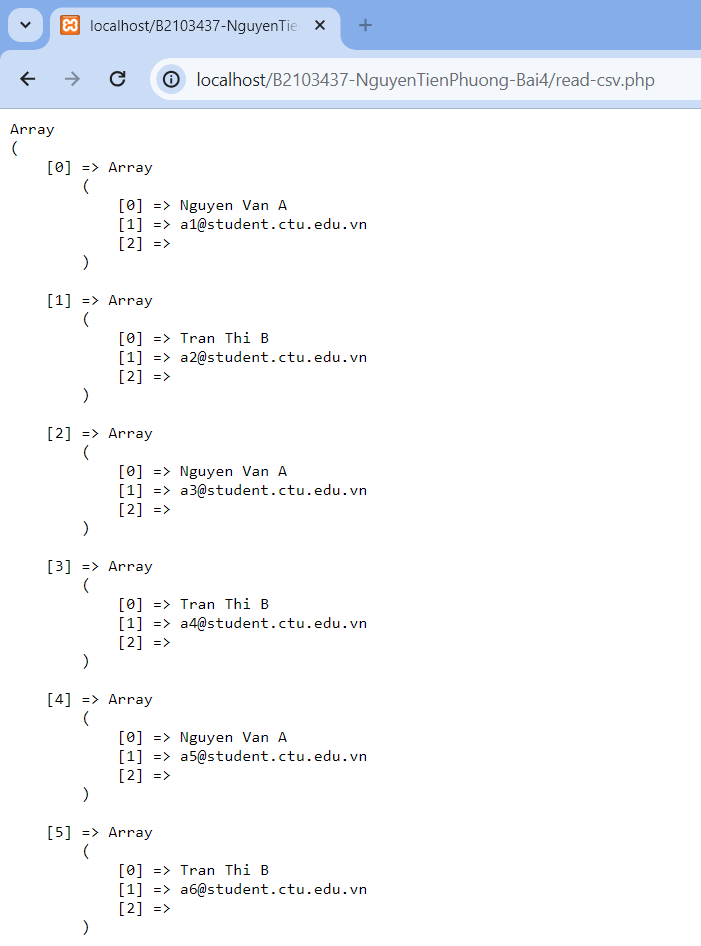 localhost/B2103437-NguyenTie
localhost/B2103437-NguyenTienPhuong-Bai4/read-csv.php
Array
(
    [0] => Array
        (
            [0] => Nguyen Van A
            [1] => a1@student.ctu.edu.vn
            [2] =>
        )
    [1] => Array
        (
            [0] => Tran Thi B
            [1] => a2@student.ctu.edu.vn
            [2] =>
        )
    [2] => Array
        (
            [0] => Nguyen Van A
            [1] => a3@student.ctu.edu.vn
            [2] =>
        )
    [3] => Array
        (
            [0] => Tran Thi B
            [1] => a4@student.ctu.edu.vn
            [2] =>
        )
    [4] => Array
        (
            [0] => Nguyen Van A
            [1] => a5@student.ctu.edu.vn
            [2] =>
        )
    [5] => Array
        (
            [0] => Tran Thi B
            [1] => a6@student.ctu.edu.vn
            [2] =>
        )